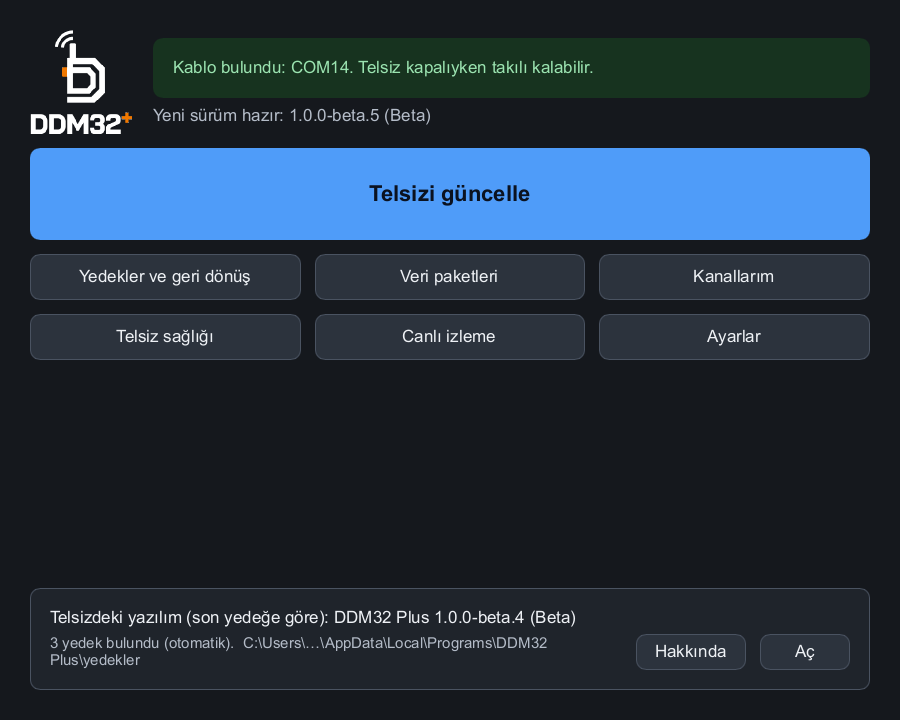 DDM32+
Kablo bulundu: COM14. Telsiz kapalıyken takılı kalabilir.
Yeni sürüm hazır: 1.0.0-beta.5 (Beta)
Telsizi güncelle
Yedekler ve geri dönüş
Veri paketleri
Kanallarım
Telsiz sağlığı
Canlı izleme
Ayarlar
Telsizdeki yazılım (son yedeğe göre): DDM32 Plus 1.0.0-beta.4 (Beta)
3 yedek bulundu (otomatik).  C:\Users\...\AppData\Local\Programs\DDM32
Plus\yedekler
Hakkında
Aç